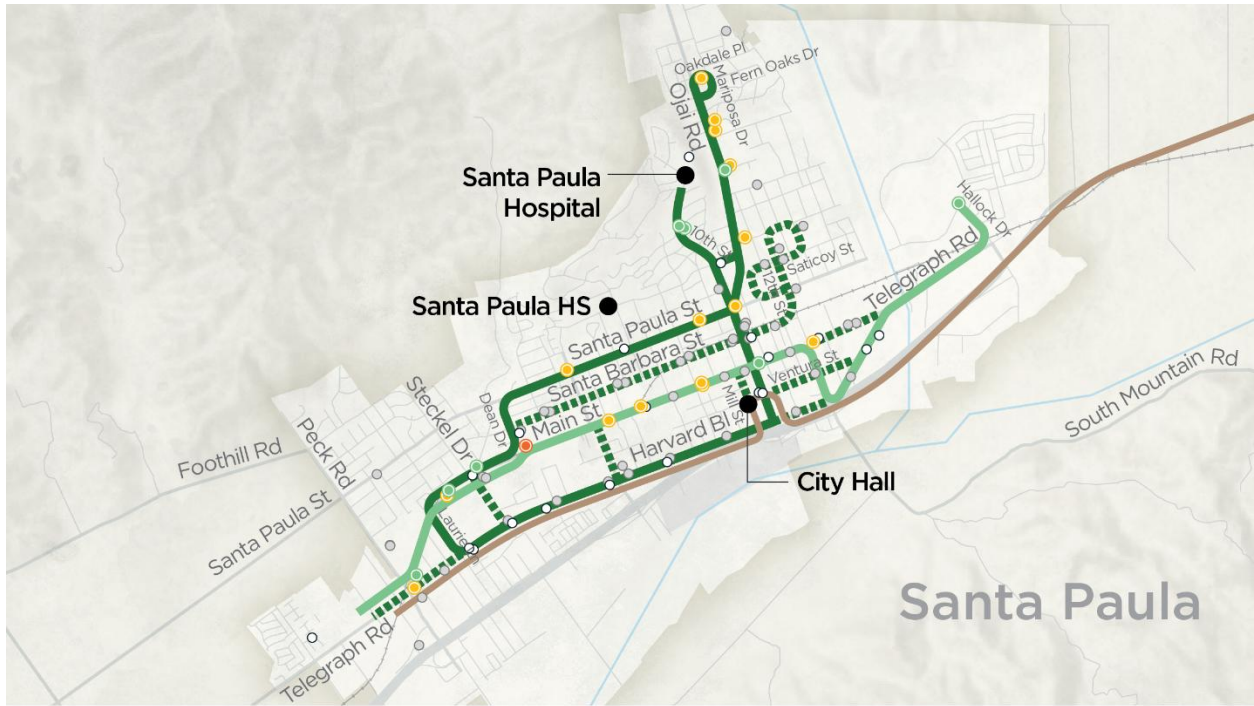 Oakdale Pl
Fern Oaks Dr
Mariposa Dr
Ojai Rd
Santa Paula
Hospital
10th St
Hallock Dr
Saticoy St
12th St
Telegraph Rd
Santa Paula HS
Santa Paula St
Santa Barbara St
Ventura St
South Mountain Rd
Steckel Dr
Dean Dr
Main St
Mill St
Harvard Bl
Peck Rd
Foothill Rd
City Hall
Santa Paula St
Santa Paula
Telegraph Rd